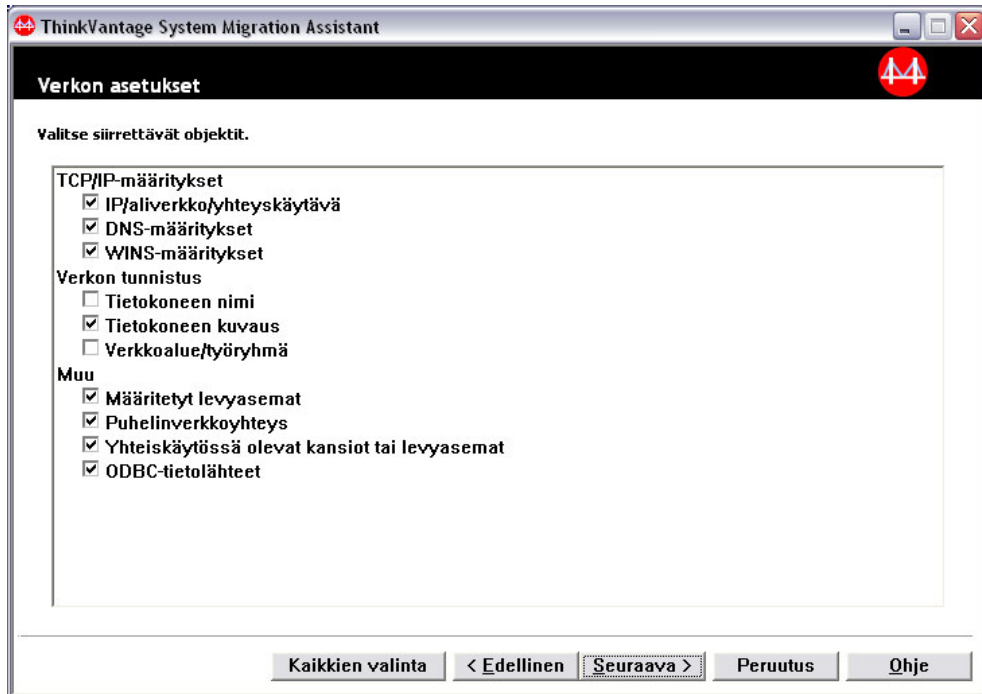 ThinkVantage System Migration Assistant
Verkon asetukset
Valitse siirrettävät objektit.
TCP/IP-määritykset
IP/aliverkko/yhteyskäytävä
DNS-määritykset
WINS-määritykset
Verkon tunnistus
Tietokoneen nimi
Tietokoneen kuvaus
Verkkoalue/työryhmä
Muu
Määritetyt levyasemat
Puhelinverkkoyhteys
Yhteiskäytössä olevat kansiot tai levyasemat
ODBC-tietolähteet
Kaikkien valinta < Edellinen Seuraava > Peruutus Ohje